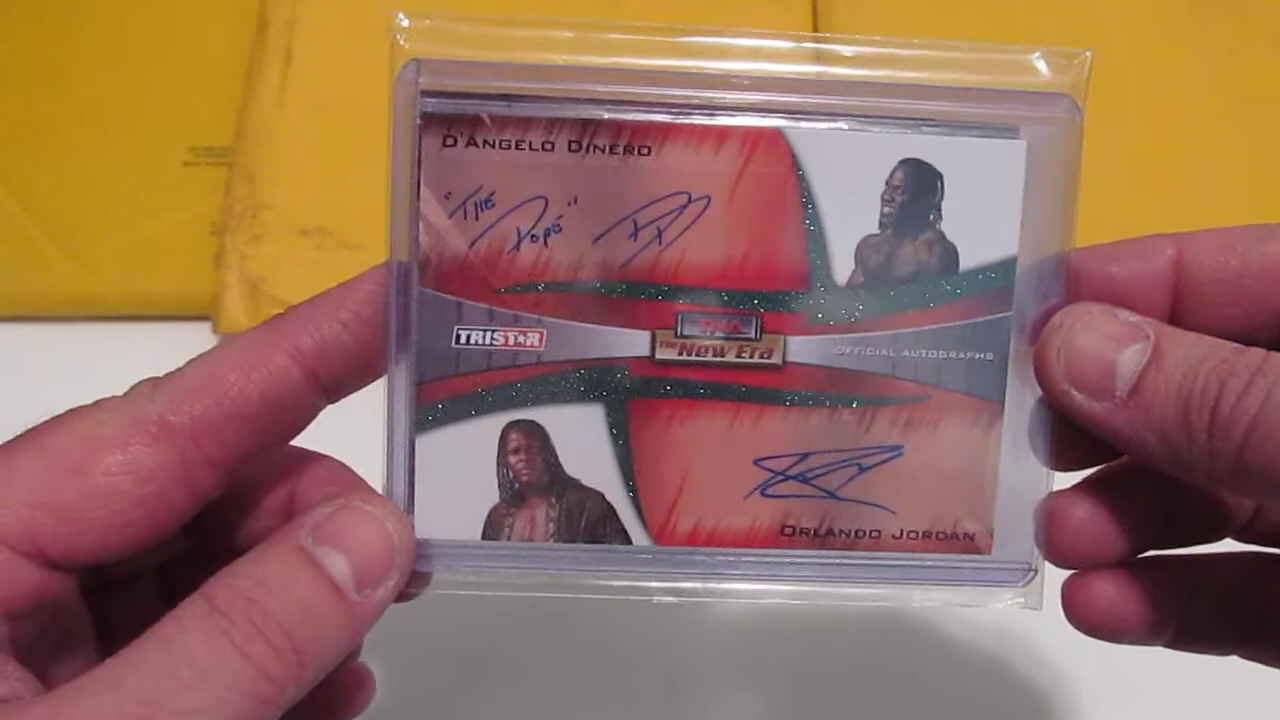 D'ANGELO DINERO
"THE
Pope"
TRISTAR
TNA
THE NEW ERA
OFFICIAL AUTOGRAPHS
ORLANDO JORDAN